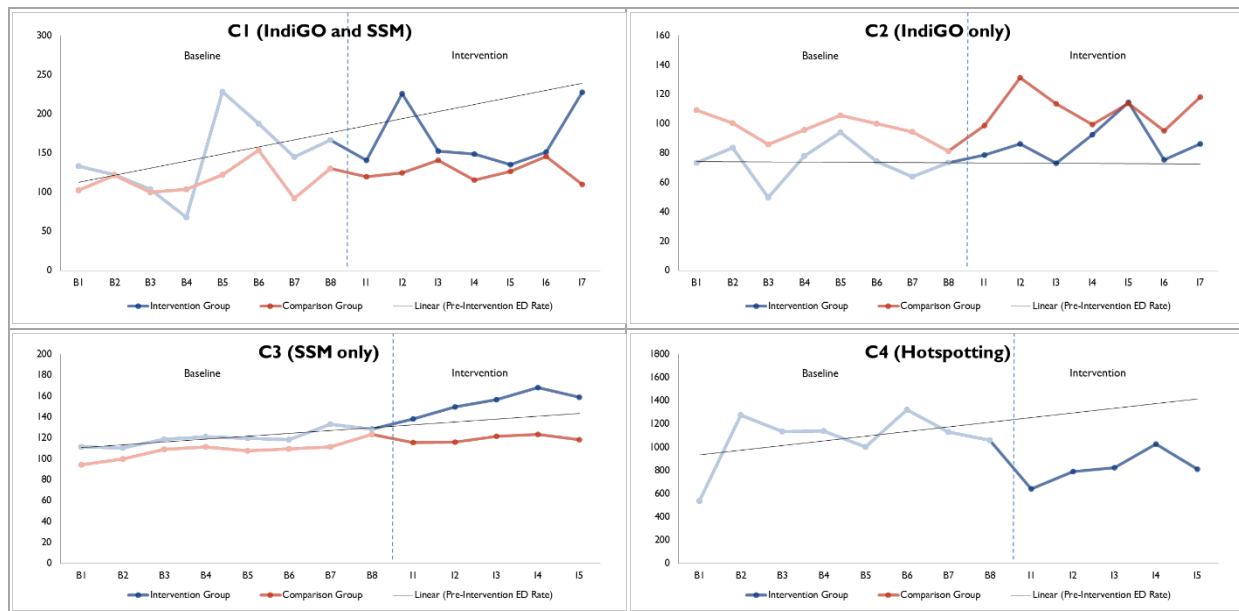 C1 (IndiGO and SSM)
Baseline
Intervention
300
250
200
150
100
50
0
B1 B2 B3 B4 B5 B6 B7 B8 I1 I2 I3 I4 I5 I6 I7
Intervention Group Comparison Group Linear (Pre-Intervention ED Rate)
C2 (IndiGO only)
Baseline
Intervention
160
140
120
100
80
60
40
20
0
B1 B2 B3 B4 B5 B6 B7 B8 I1 I2 I3 I4 I5 I6 I7
Intervention Group Comparison Group Linear (Pre-Intervention ED Rate)
C3 (SSM only)
Baseline
Intervention
200
180
160
140
120
100
80
60
40
20
0
B1 B2 B3 B4 B5 B6 B7 B8 I1 I2 I3 I4 I5
Intervention Group Comparison Group Linear (Pre-Intervention ED Rate)
C4 (Hotspotting)
Baseline
Intervention
1800
1600
1400
1200
1000
800
600
400
200
0
B1 B2 B3 B4 B5 B6 B7 B8 I1 I2 I3 I4 I5
Intervention Group Comparison Group Linear (Pre-Intervention ED Rate)